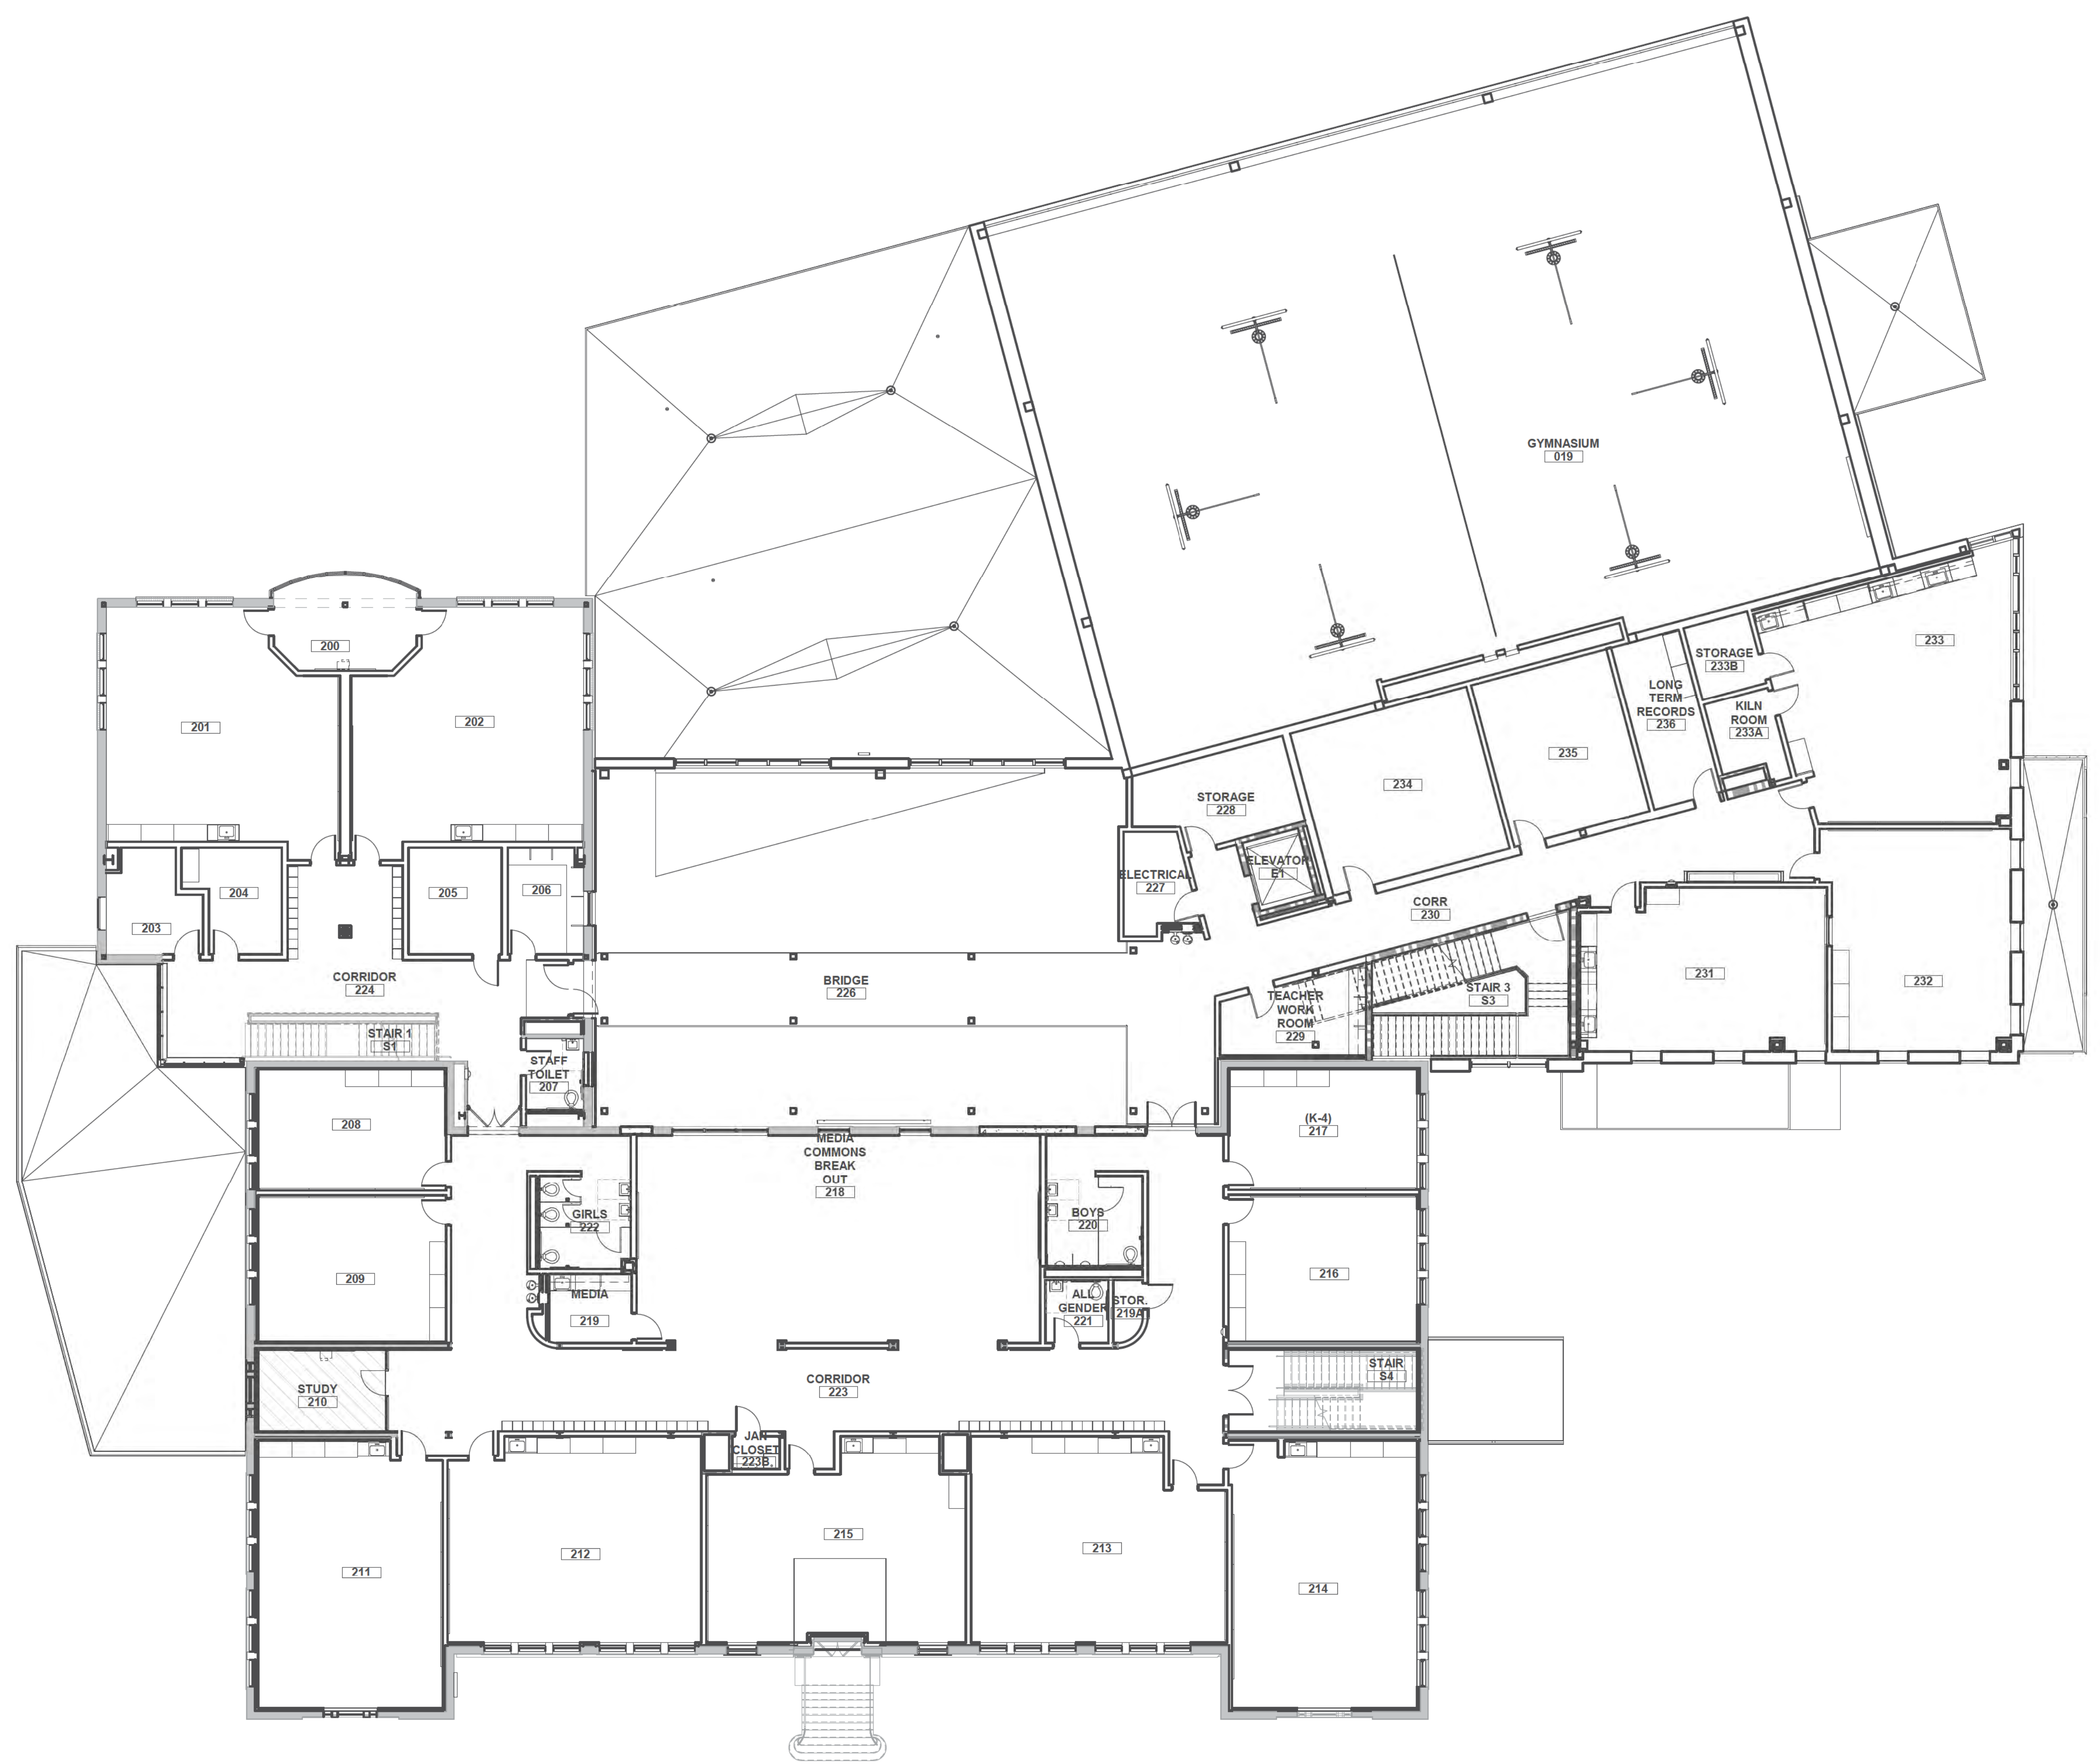 GYMNASIUM
019
200
201
202
233
STORAGE
233B
LONG
TERM
RECORDS
236
KILN
ROOM
233A
235
234
STORAGE
228
ELEVATOR
E1
ELECTRICAL
227
203
204
205
206
CORR
230
CORRIDOR
224
BRIDGE
226
TEACHER
WORK
ROOM
229
STAIR 3
S3
231
232
STAIR 1
S1
STAFF
TOILET
207
208
MEDIA
COMMONS
BREAK
OUT
218
(K-4)
217
GIRLS
222
BOYS
220
209
216
MEDIA
219
ALL
GENDER
221
STOR.
219A
STUDY
210
CORRIDOR
223
STAIR
S4
JAN
CLOSET
223B
211
212
215
213
214